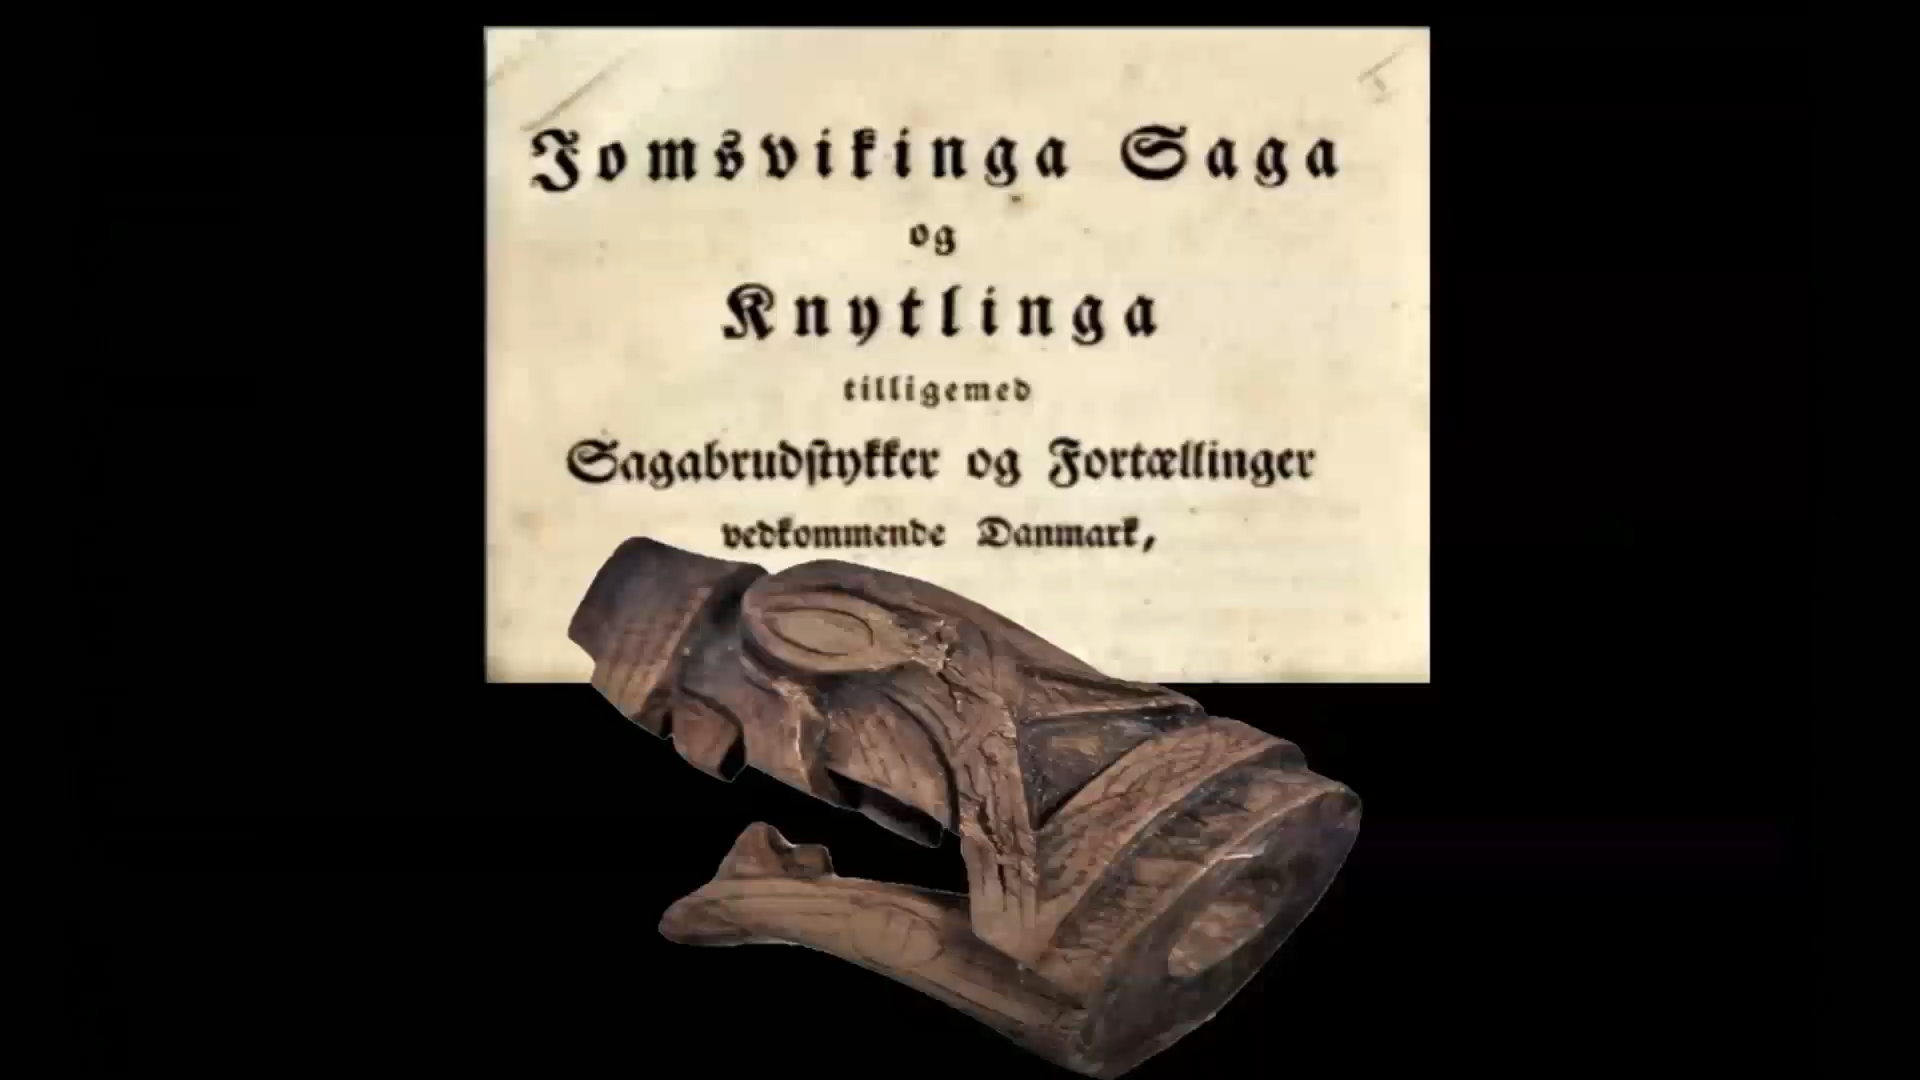 Jomsvikinga Saga
og
Knytlinga
tilligemed
Sagabrudstykker og Fortællinger
vedkommende Danmark,